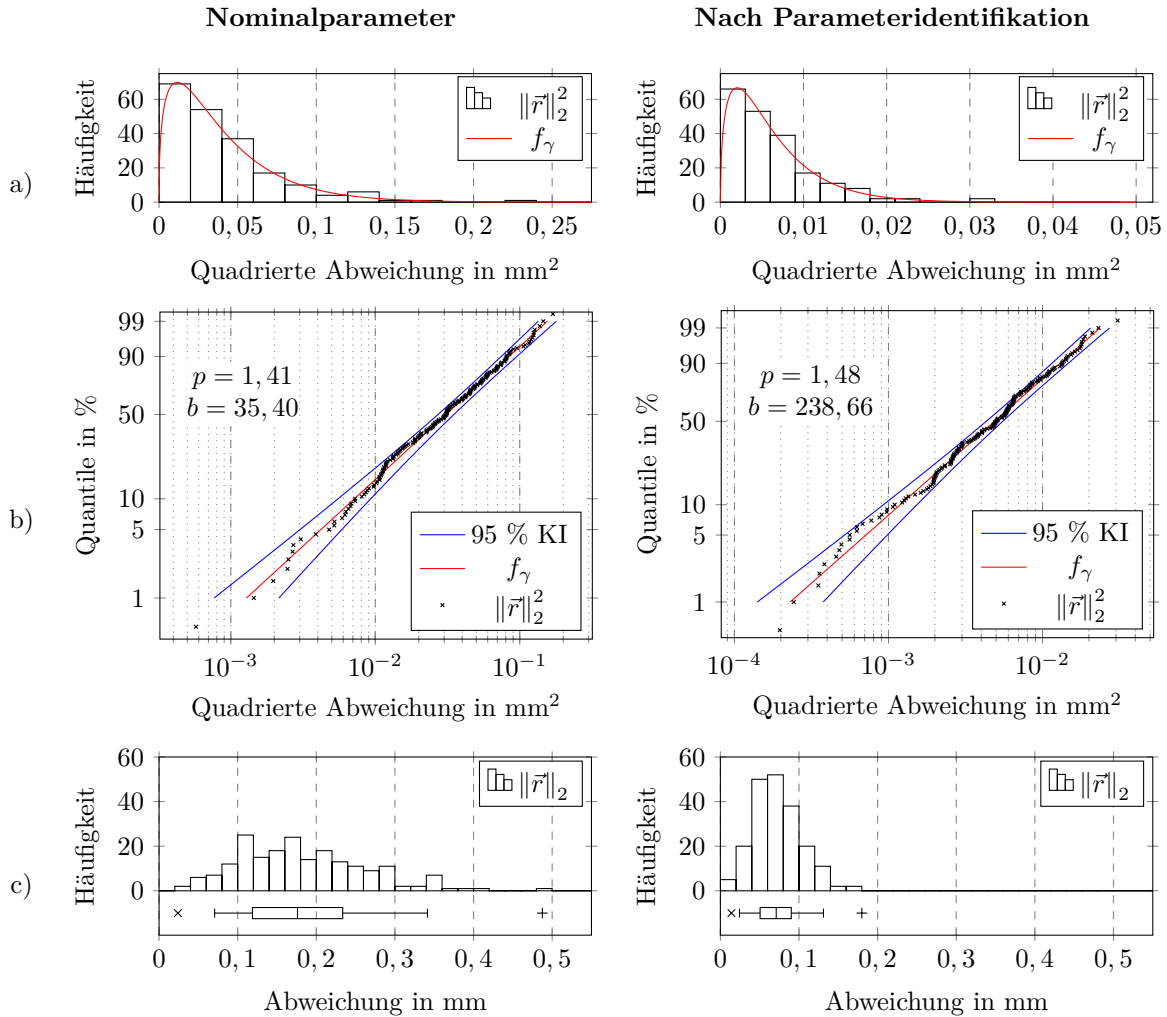 Nominalparameter
Nach Parameteridentifikation
a)
Häufigkeit
60
40
20
0
‖r⃗‖₂²
f_γ
0 0,05 0,1 0,15 0,2 0,25
Quadrierte Abweichung in mm²
Häufigkeit
60
40
20
0
‖r⃗‖₂²
f_γ
0 0,01 0,02 0,03 0,04 0,05
Quadrierte Abweichung in mm²
b)
Quantile in %
99
90
50
10
5
1
p = 1,41
b = 35,40
95 % KI
f_γ
‖r⃗‖₂²
10⁻³ 10⁻² 10⁻¹
Quadrierte Abweichung in mm²
Quantile in %
99
90
50
10
5
1
p = 1,48
b = 238,66
95 % KI
f_γ
‖r⃗‖₂²
10⁻⁴ 10⁻³ 10⁻²
Quadrierte Abweichung in mm²
c)
Häufigkeit
60
40
20
0
‖r⃗‖₂
0 0,1 0,2 0,3 0,4 0,5
Abweichung in mm
Häufigkeit
60
40
20
0
‖r⃗‖₂
0 0,1 0,2 0,3 0,4 0,5
Abweichung in mm